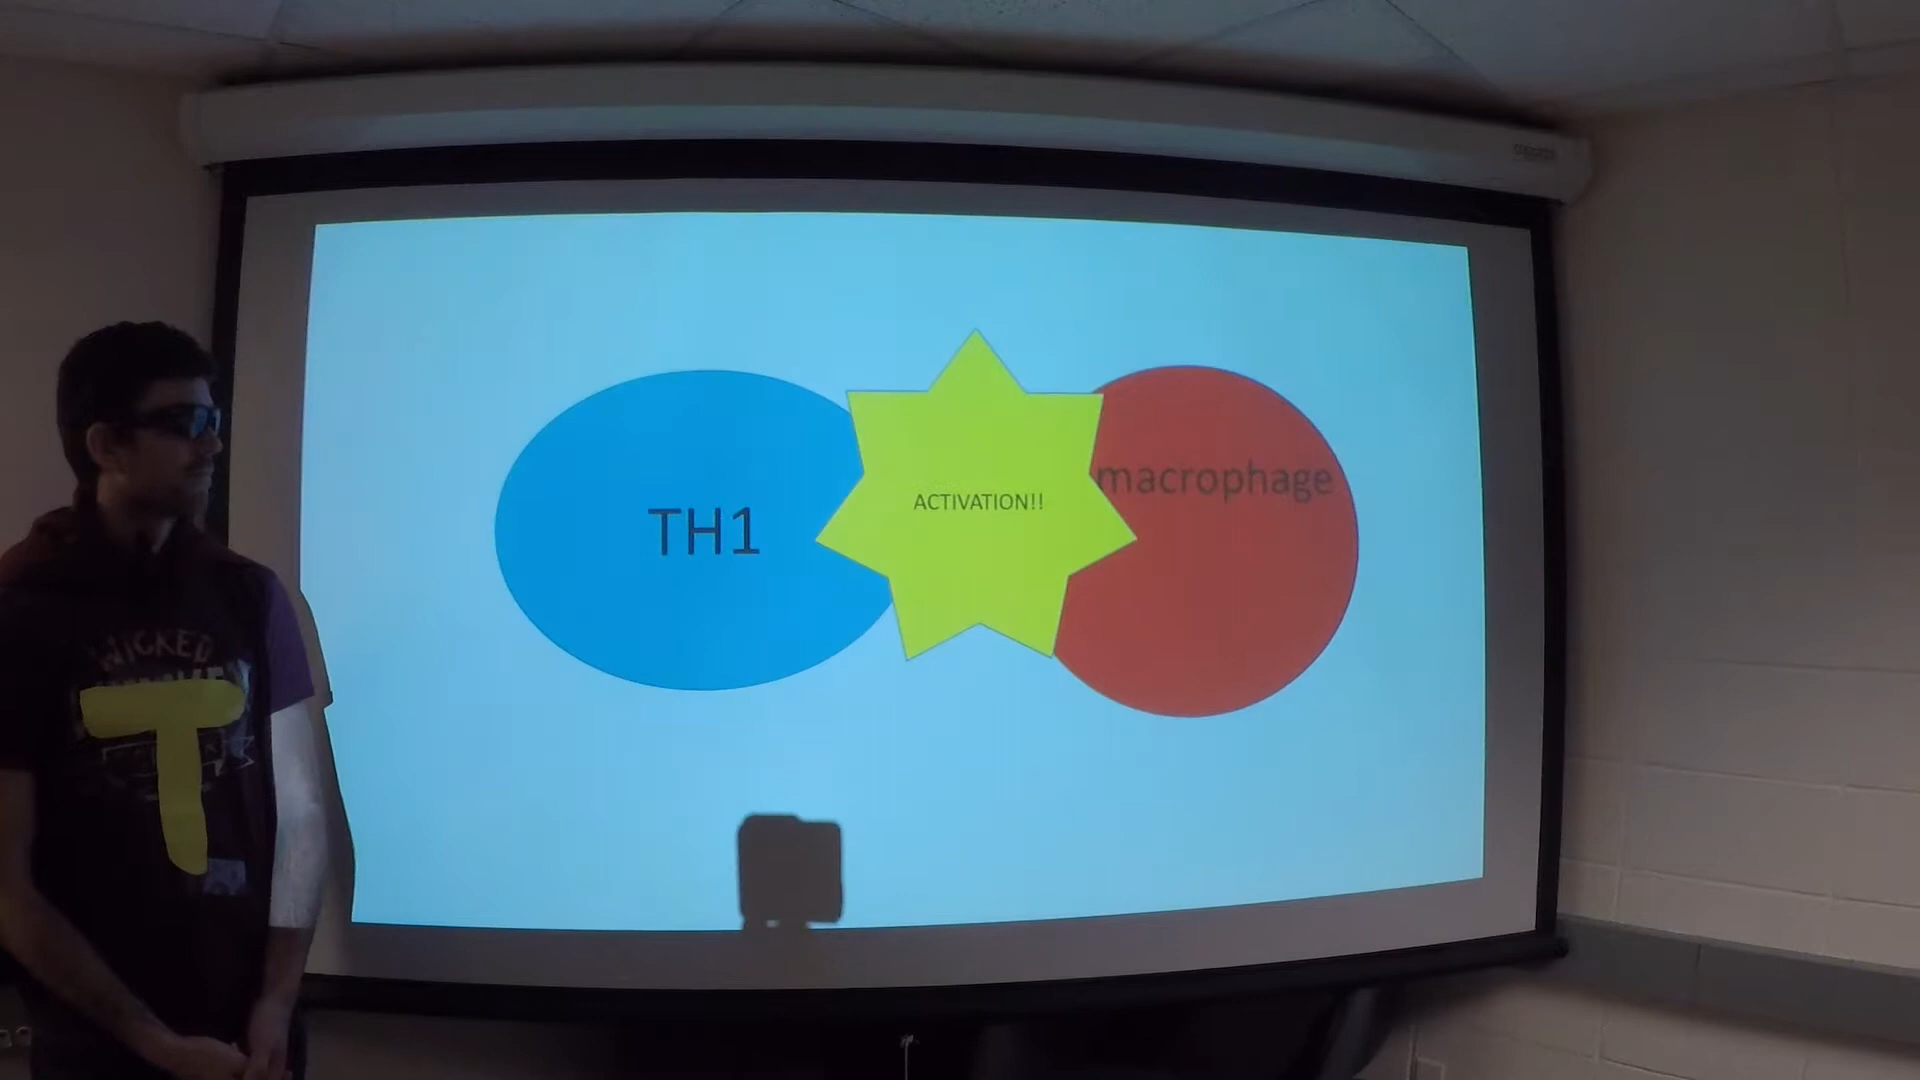 TH1
ACTIVATION!!
macrophage
WICKED
T